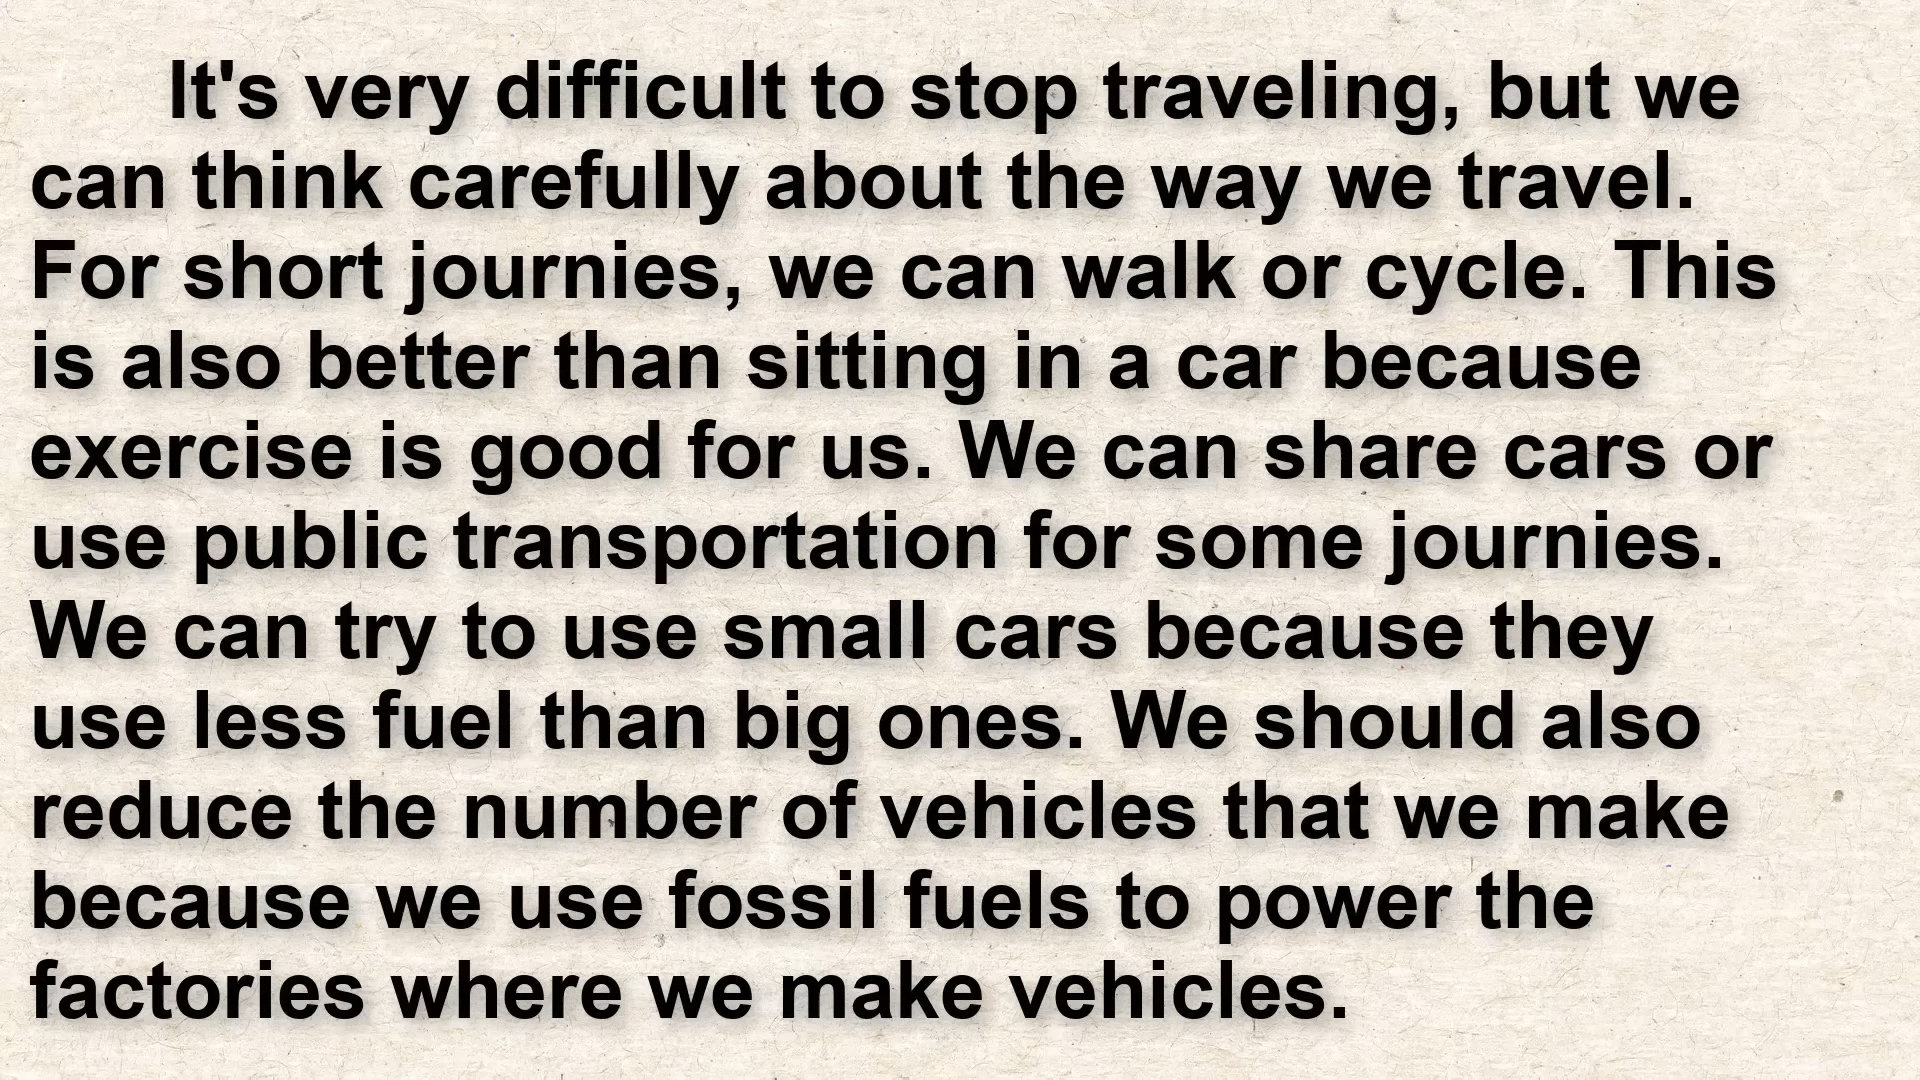 It's very difficult to stop traveling, but we
can think carefully about the way we travel.
For short journies, we can walk or cycle. This
is also better than sitting in a car because
exercise is good for us. We can share cars or
use public transportation for some journies.
We can try to use small cars because they
use less fuel than big ones. We should also
reduce the number of vehicles that we make
because we use fossil fuels to power the
factories where we make vehicles.